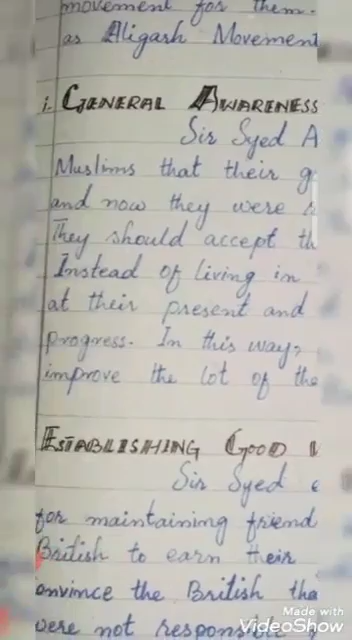 movement for them.
as Aligarh Movement
i. GENERAL AWARENESS
Sir Syed A
Muslims that their g
and now they were
They should accept th
Instead of living in
at their present and
progress. In this way,
improve the lot of the
ESTABLISHING GOOD
Sir Syed
for maintaining friend
British to earn their
onvince the British tha
were not responsi
Made with
VideoShow